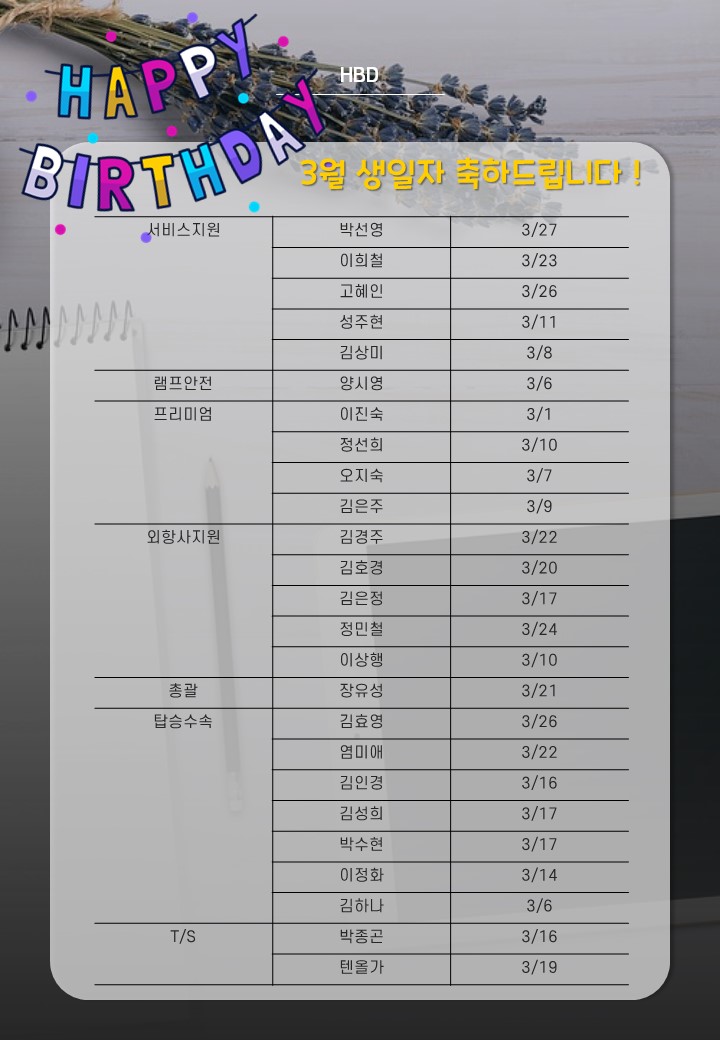 HAPPY
BIRTHDAY
HBD
3월 생일자 축하드립니다 !
서비스지원 박선영 3/27
이희철 3/23
고혜인 3/26
성주현 3/11
김상미 3/8
램프안전 양시영 3/6
프리미엄 이진숙 3/1
정선희 3/10
오지숙 3/7
김은주 3/9
외항사지원 김경주 3/22
김호경 3/20
김은정 3/17
정민철 3/24
이상행 3/10
총괄 장유성 3/21
탑승수속 김효영 3/26
염미애 3/22
김인경 3/16
김성희 3/17
박수현 3/17
이정화 3/14
김하나 3/6
T/S 박종곤 3/16
텐올가 3/19